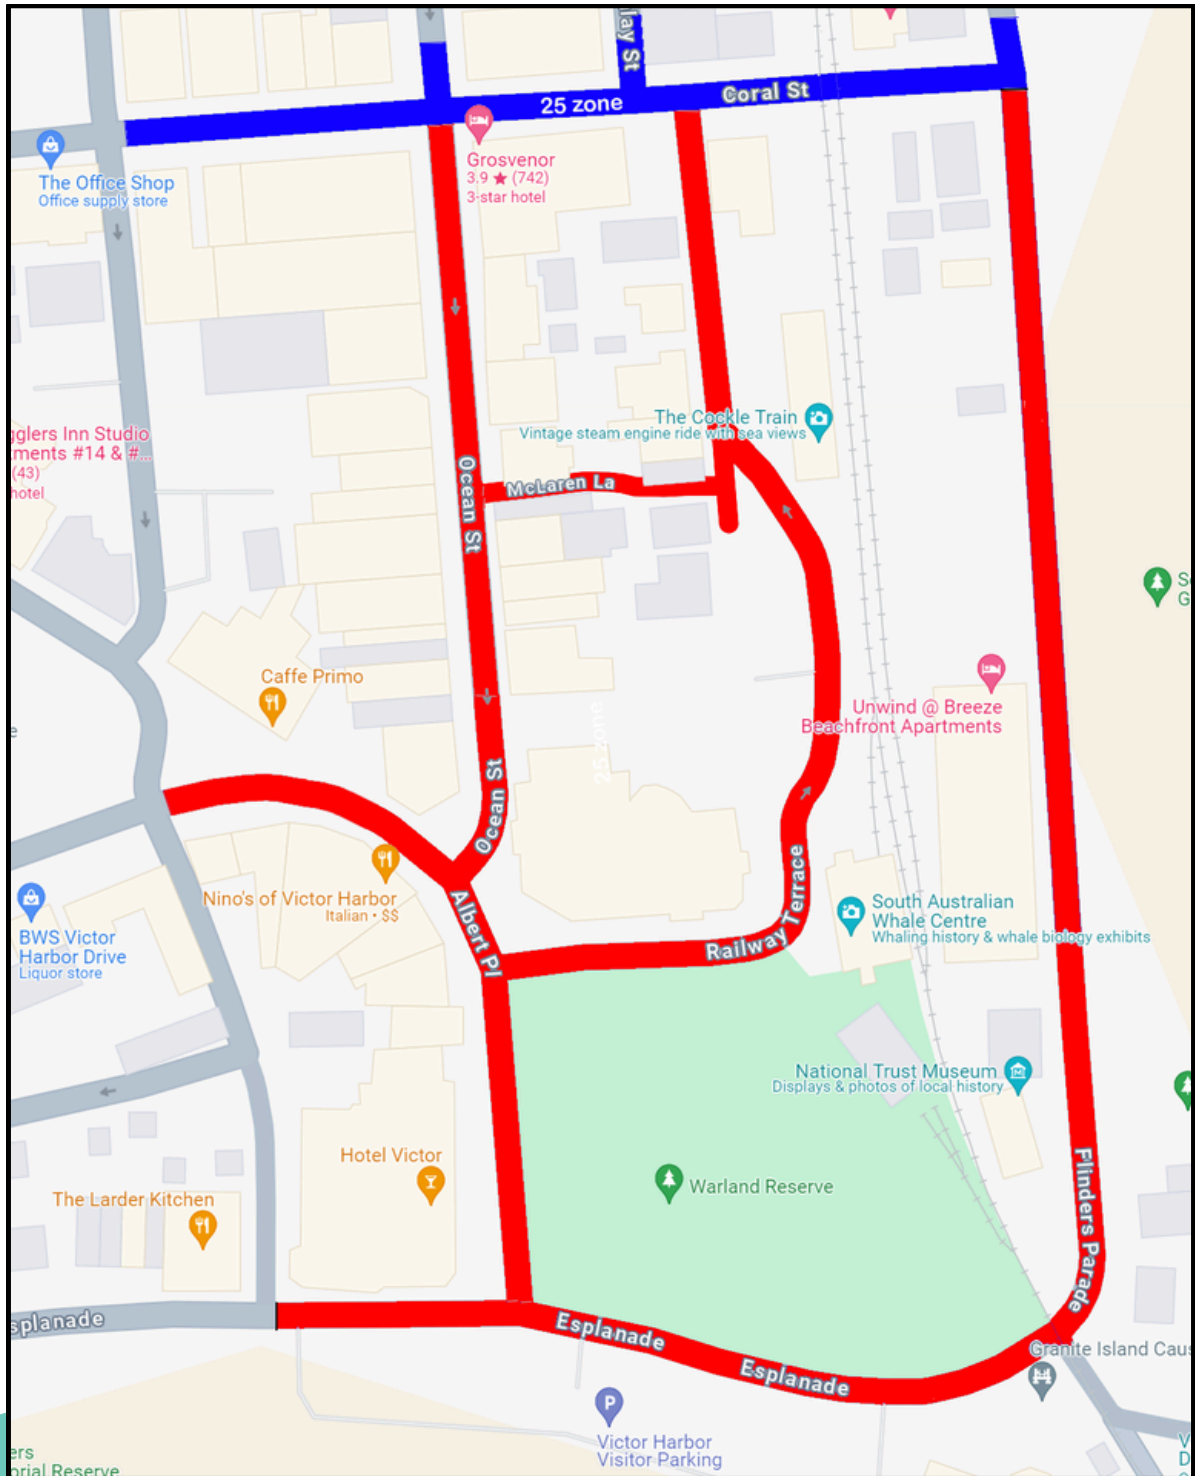 lay St
25 zone
Coral St
Grosvenor
3.9 ★ (742)
3-star hotel
The Office Shop
Office supply store
The Cockle Train
Vintage steam engine ride with sea views
gglers Inn Studio
tments #14 & #...
(43)
hotel
Ocean St
McLaren La
S
G
Caffe Primo
Unwind @ Breeze
Beachfront Apartments
e
25 zone
Ocean St
Nino's of Victor Harbor
Italian • $$
Albert Pl
Railway Terrace
South Australian
Whale Centre
Whaling history & whale biology exhibits
BWS Victor
Harbor Drive
Liquor store
National Trust Museum
Displays & photos of local history
Hotel Victor
Warland Reserve
The Larder Kitchen
Flinders Parade
splanade
Esplanade
Esplanade
Granite Island Caus
P
Victor Harbor
Visitor Parking
V
D
ers
orial Reserve